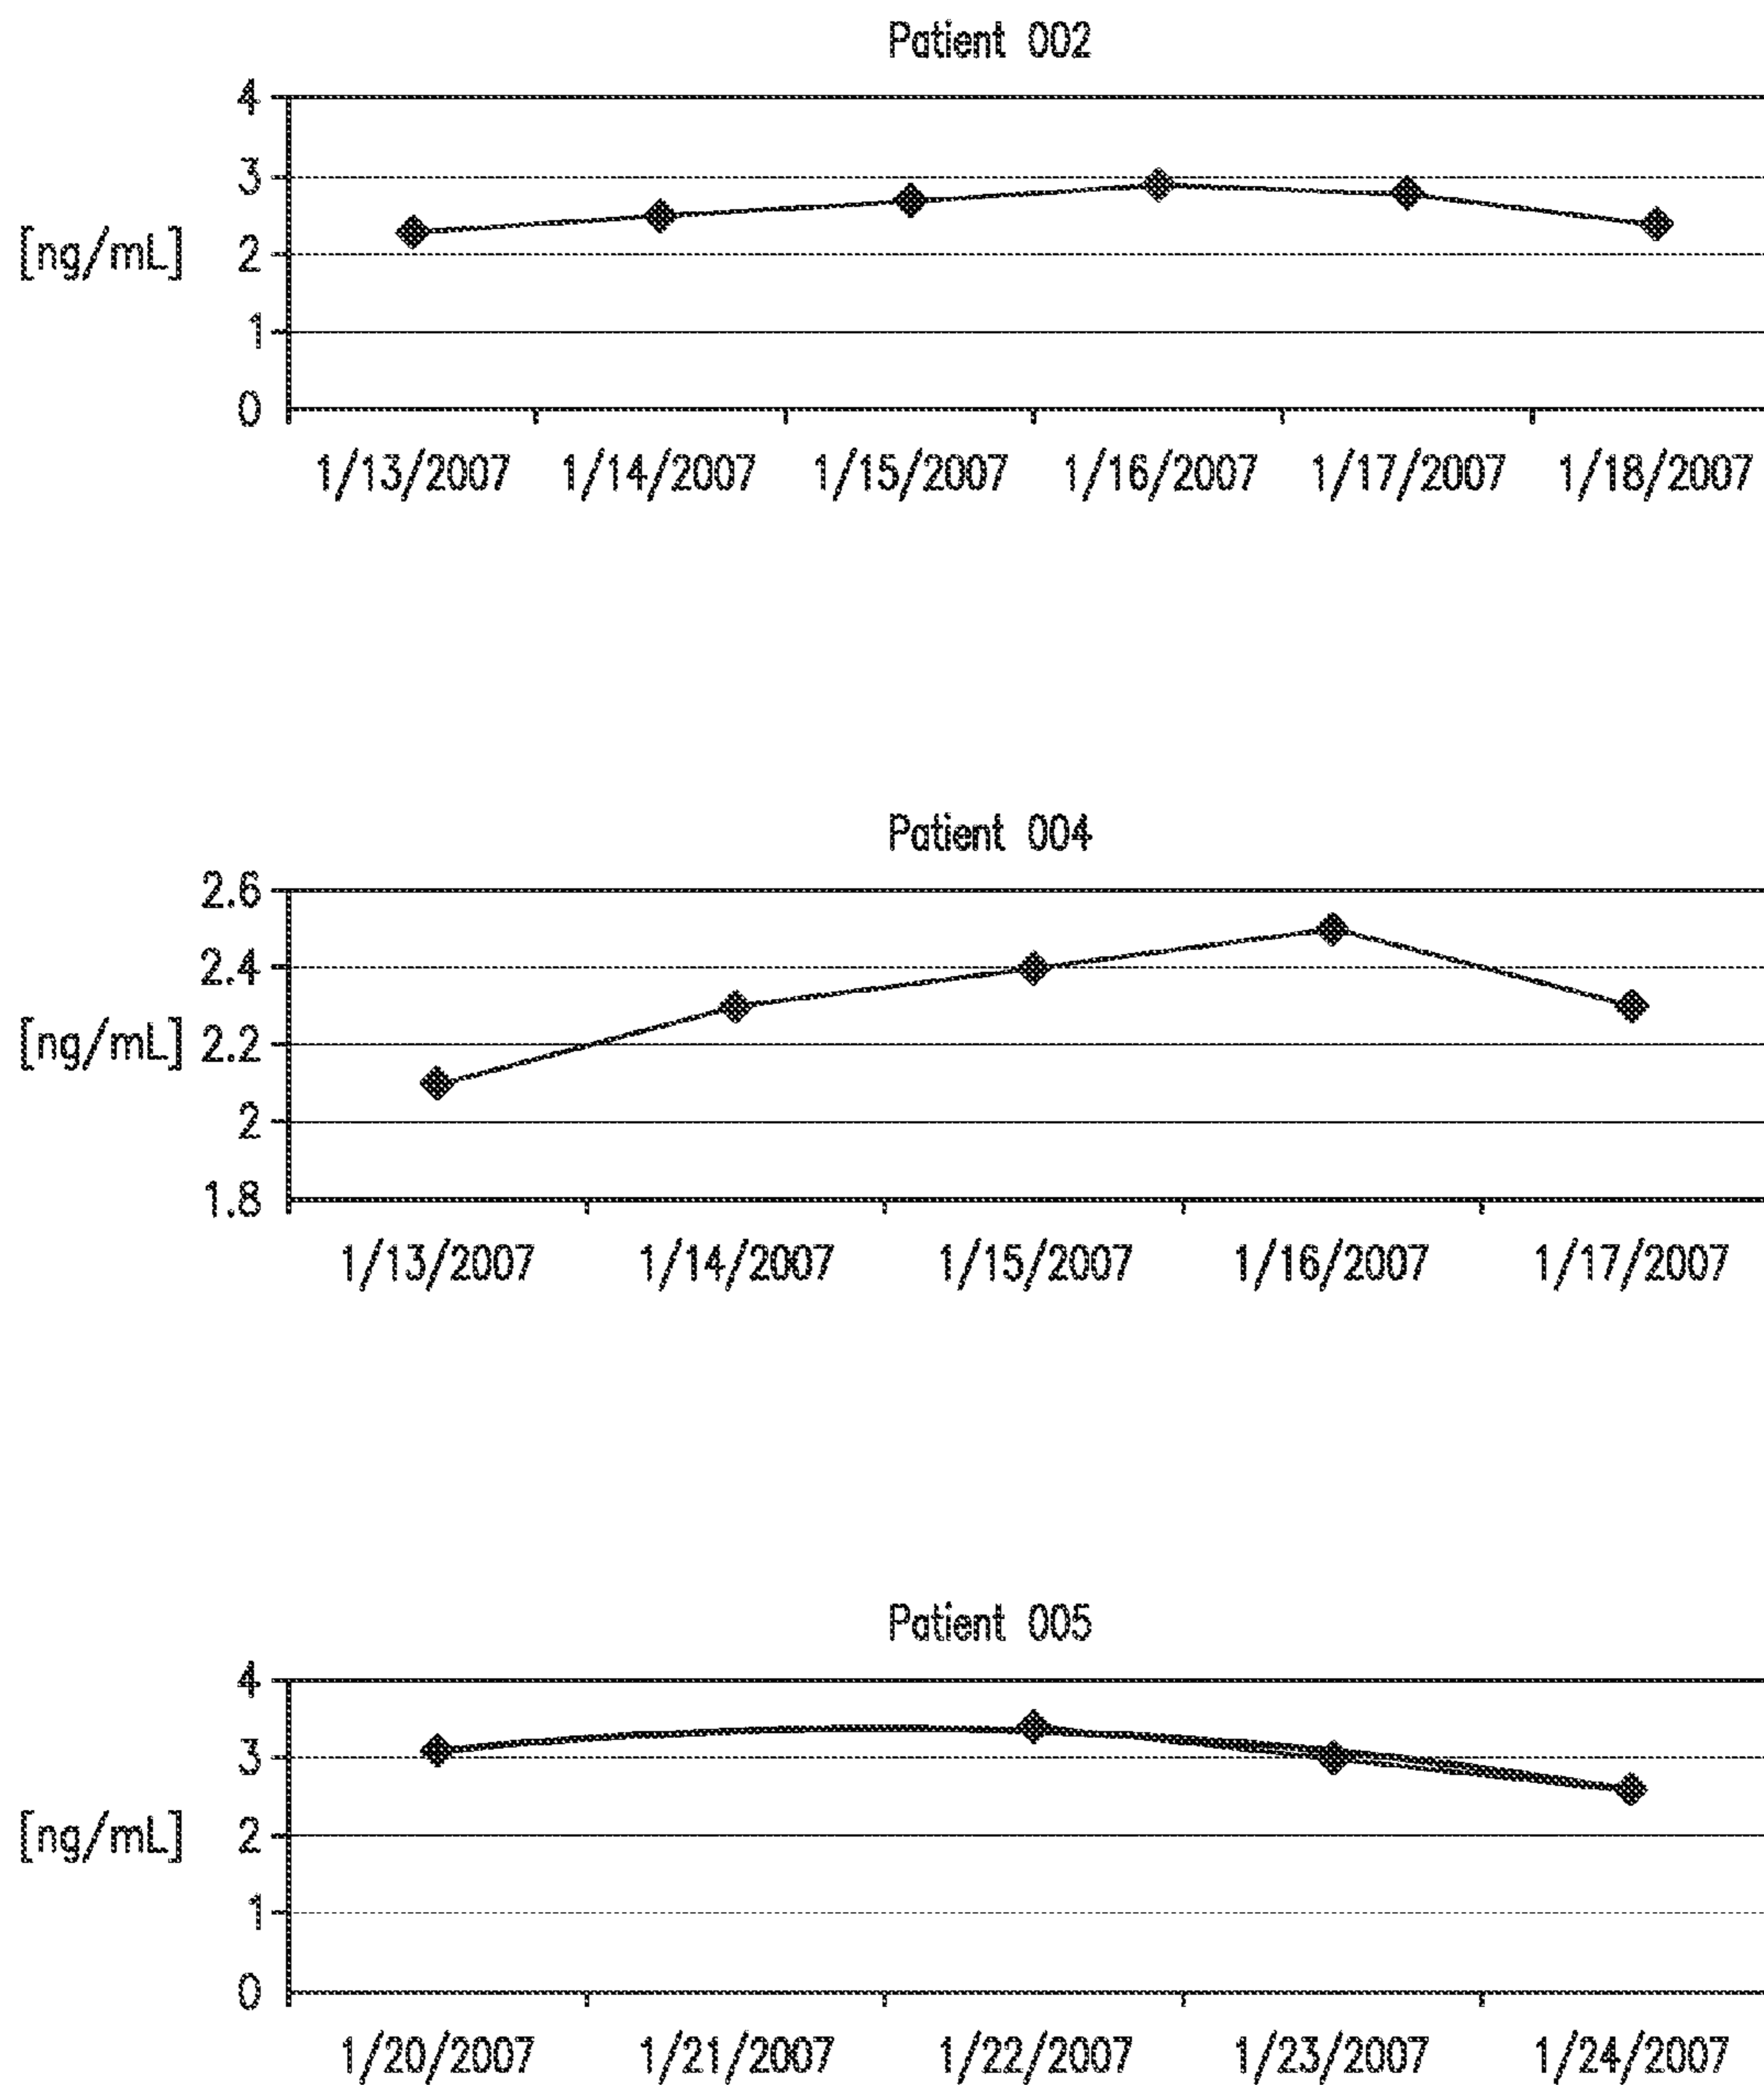 Patient 002
4
3
[ng/mL] 2
1
0
1/13/2007 1/14/2007 1/15/2007 1/16/2007 1/17/2007 1/18/2007
Patient 004
2.6
2.4
[ng/mL] 2.2
2
1.8
1/13/2007 1/14/2007 1/15/2007 1/16/2007 1/17/2007
Patient 005
4
3
[ng/mL] 2
1
0
1/20/2007 1/21/2007 1/22/2007 1/23/2007 1/24/2007